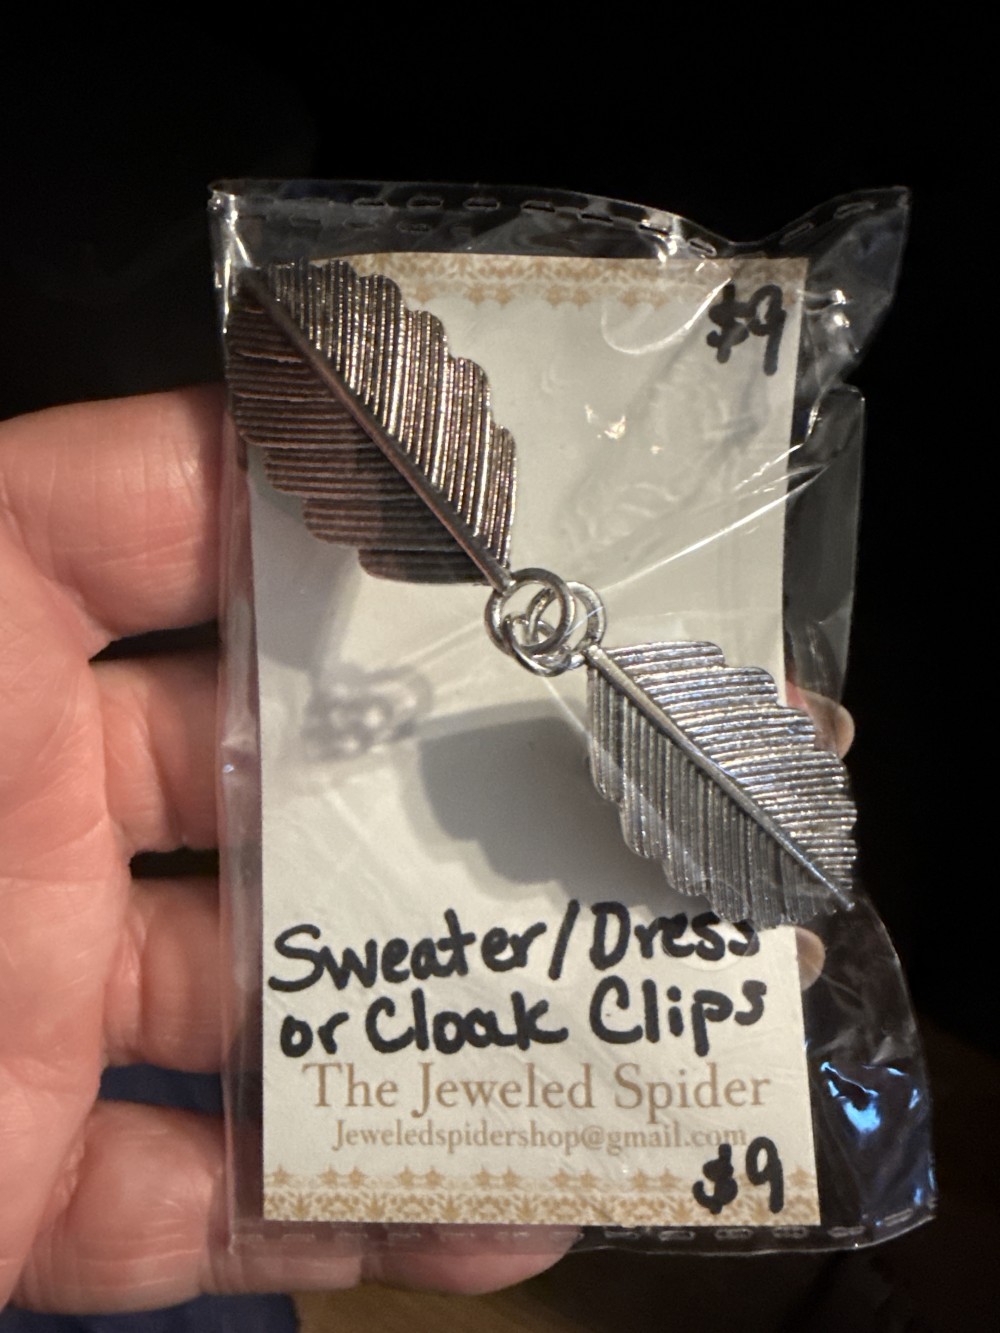 $9
Sweater/Dress
or Cloak Clips
The Jeweled Spider
Jeweledspidershop@gmail.com
$9